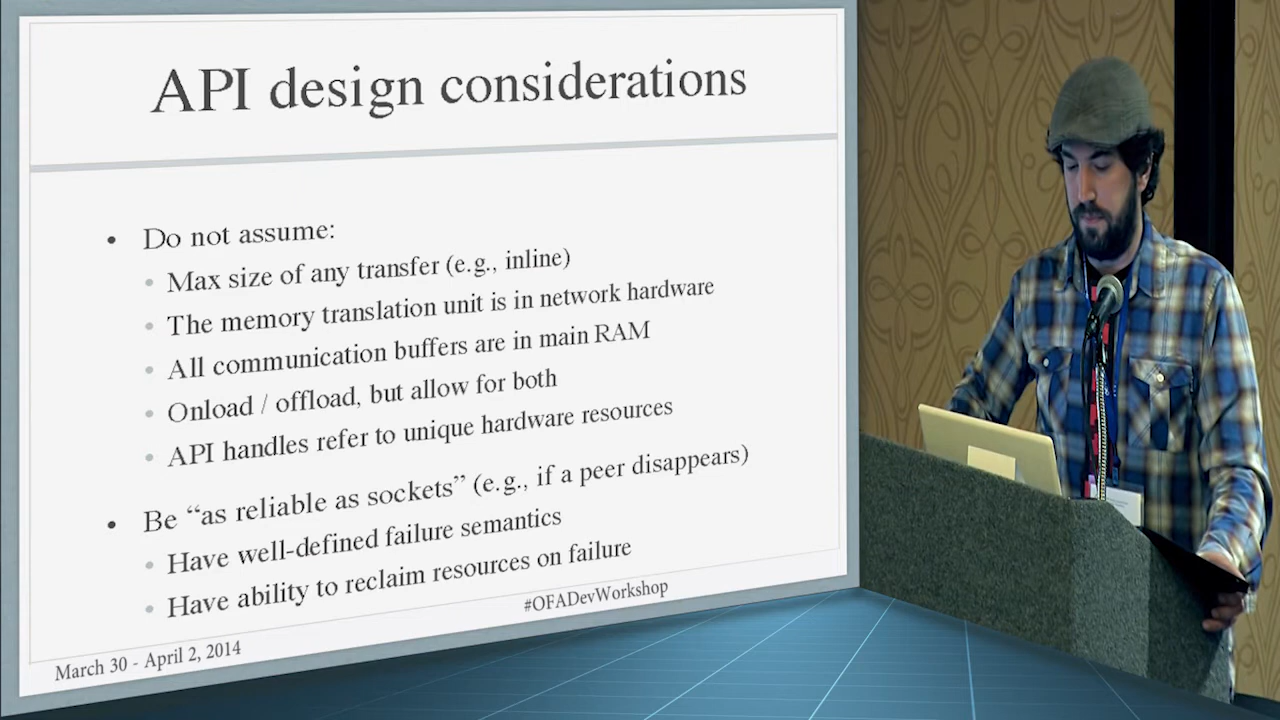 API design considerations
• Do not assume:
• Max size of any transfer (e.g., inline)
• The memory translation unit is in network hardware
• All communication buffers are in main RAM
• Onload / offload, but allow for both
• API handles refer to unique hardware resources
• Be “as reliable as sockets” (e.g., if a peer disappears)
• Have well-defined failure semantics
• Have ability to reclaim resources on failure
#OFADevWorkshop
March 30 - April 2, 2014